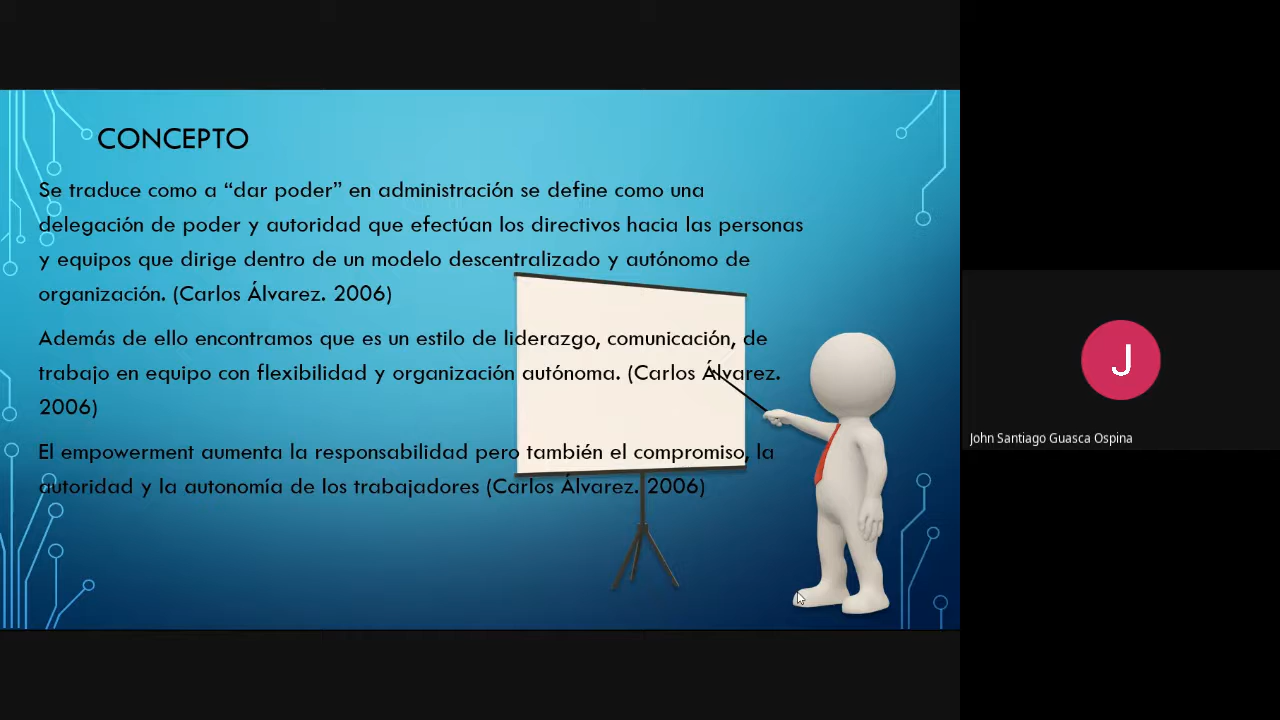 CONCEPTO
Se traduce como a “dar poder” en administración se define como una
delegación de poder y autoridad que efectúan los directivos hacia las personas
y equipos que dirige dentro de un modelo descentralizado y autónomo de
organización. (Carlos Álvarez. 2006)
Además de ello encontramos que es un estilo de liderazgo, comunicación, de
trabajo en equipo con flexibilidad y organización autónoma. (Carlos Álvarez.
2006)
El empowerment aumenta la responsabilidad pero también el compromiso, la
autoridad y la autonomía de los trabajadores (Carlos Álvarez. 2006)
J
John Santiago Guasca Ospina